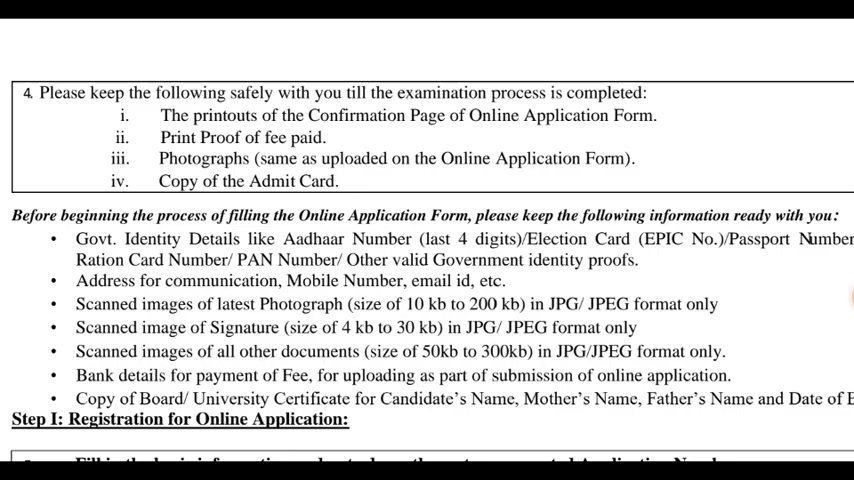 4. Please keep the following safely with you till the examination process is completed:
i. The printouts of the Confirmation Page of Online Application Form.
ii. Print Proof of fee paid.
iii. Photographs (same as uploaded on the Online Application Form).
iv. Copy of the Admit Card.
Before beginning the process of filling the Online Application Form, please keep the following information ready with you:
• Govt. Identity Details like Aadhaar Number (last 4 digits)/Election Card (EPIC No.)/Passport Number
Ration Card Number/ PAN Number/ Other valid Government identity proofs.
• Address for communication, Mobile Number, email id, etc.
• Scanned images of latest Photograph (size of 10 kb to 200 kb) in JPG/ JPEG format only
• Scanned image of Signature (size of 4 kb to 30 kb) in JPG/ JPEG format only
• Scanned images of all other documents (size of 50kb to 300kb) in JPG/JPEG format only.
• Bank details for payment of Fee, for uploading as part of submission of online application.
• Copy of Board/ University Certificate for Candidate's Name, Mother's Name, Father's Name and Date of
Step I: Registration for Online Application: